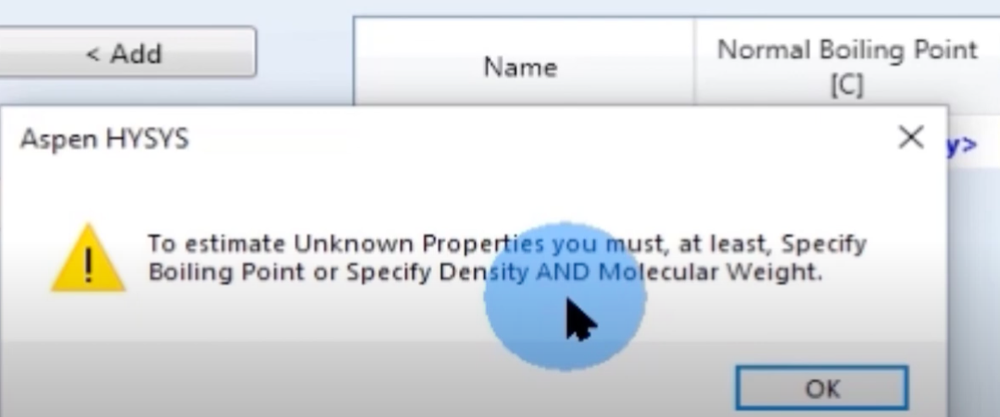 < Add
Name
Normal Boiling Point
[C]
Aspen HYSYS
y>
To estimate Unknown Properties you must, at least, Specify
Boiling Point or Specify Density AND Molecular Weight.
OK